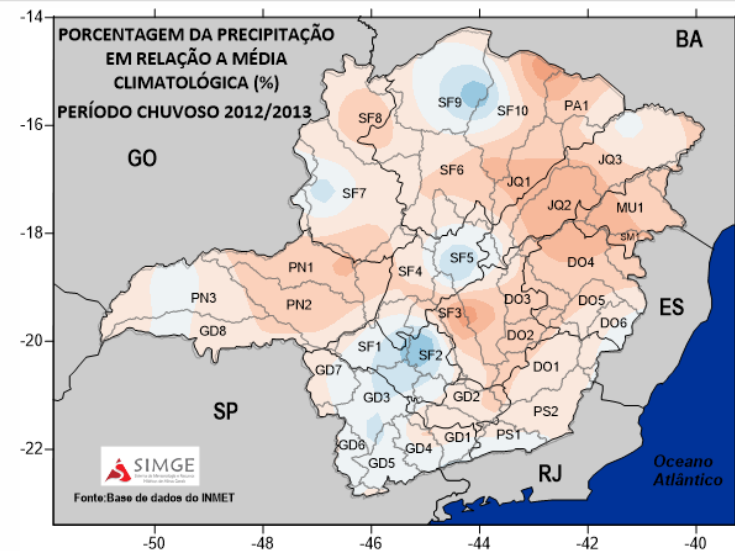 PORCENTAGEM DA PRECIPITAÇÃO
EM RELAÇÃO A MÉDIA
CLIMATOLÓGICA (%)
PERÍODO CHUVOSO 2012/2013
-14
-16
-18
-20
-22
-50
-48
-46
-44
-42
-40
BA
GO
ES
SP
RJ
Oceano
Atlântico
SF9
SF10
PA1
SF8
JQ3
SF6
JQ1
SF7
JQ2
MU1
SM1
PN1
SF4
SF5
DO4
PN3
PN2
SF3
DO3
DO5
DO6
GD8
SF1
SF2
DO2
GD7
DO1
GD3
GD2
PS2
GD6
GD4
GD1
PS1
GD5
SIMGE
Fonte:Base de dados do INMET